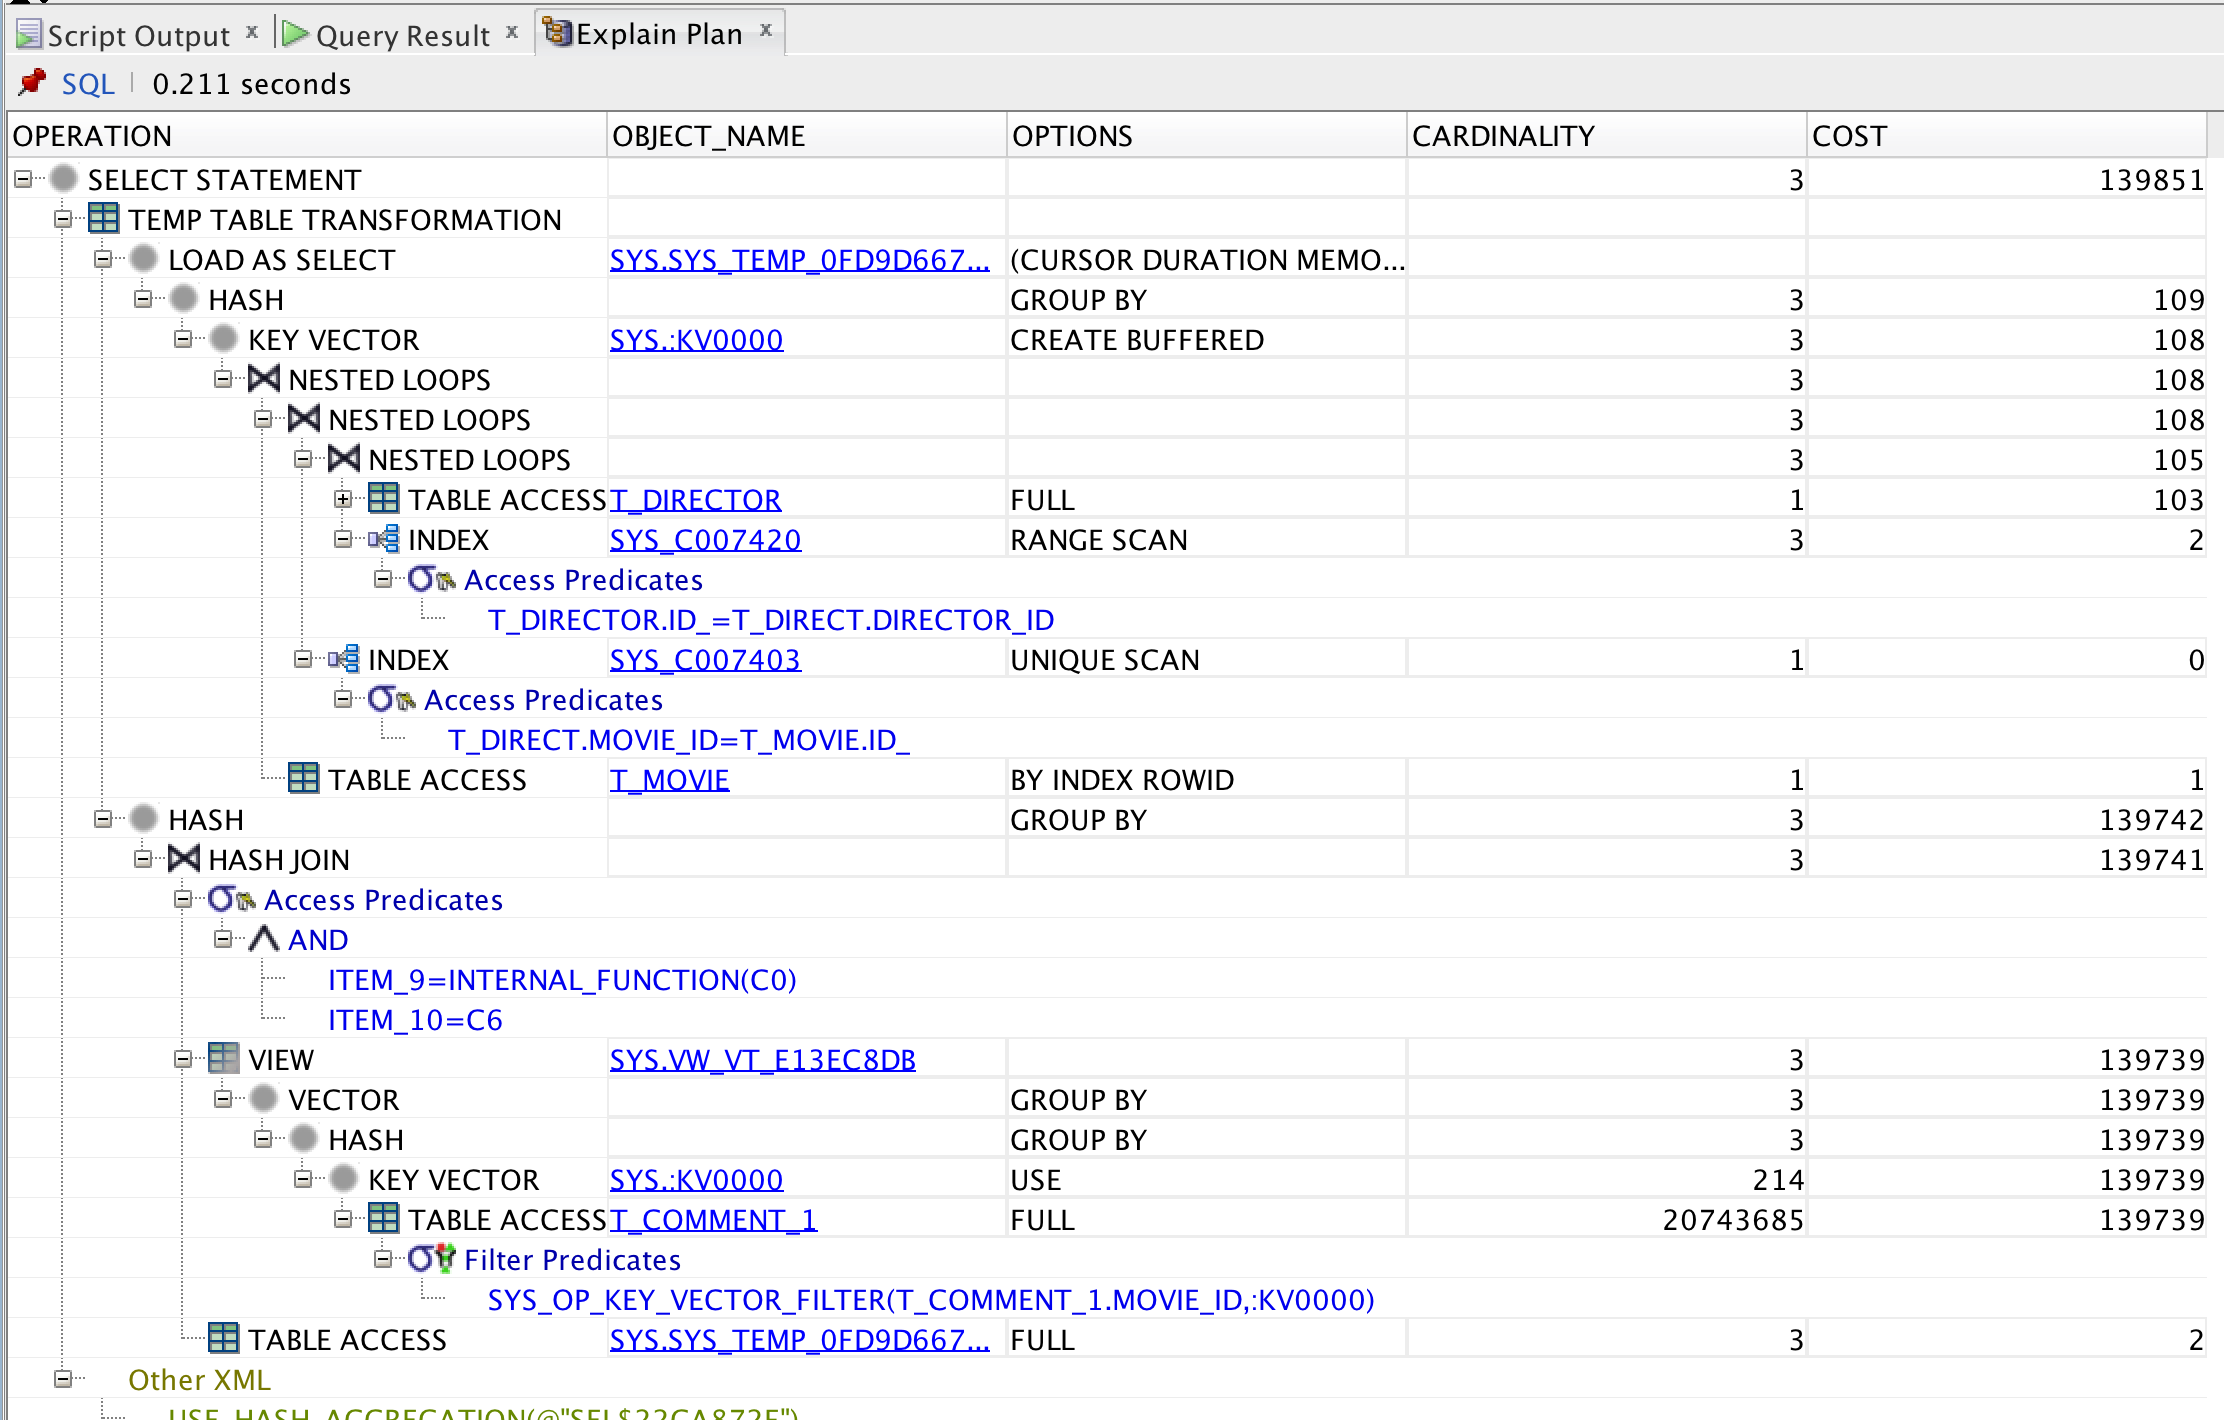 Script Output x Query Result x Explain Plan x
SQL 0.211 seconds
OPERATION OBJECT_NAME OPTIONS CARDINALITY COST
SELECT STATEMENT 3 139851
TEMP TABLE TRANSFORMATION
LOAD AS SELECT SYS.SYS_TEMP_0FD9D667... (CURSOR DURATION MEMO...
HASH GROUP BY 3 109
KEY VECTOR SYS.:KV0000 CREATE BUFFERED 3 108
NESTED LOOPS 3 108
NESTED LOOPS 3 108
NESTED LOOPS 3 105
TABLE ACCESS T_DIRECTOR FULL 1 103
INDEX SYS_C007420 RANGE SCAN 3 2
Access Predicates
T_DIRECTOR.ID_=T_DIRECT.DIRECTOR_ID
INDEX SYS_C007403 UNIQUE SCAN 1 0
Access Predicates
T_DIRECT.MOVIE_ID=T_MOVIE.ID_
TABLE ACCESS T_MOVIE BY INDEX ROWID 1 1
HASH GROUP BY 3 139742
HASH JOIN 3 139741
Access Predicates
AND
ITEM_9=INTERNAL_FUNCTION(C0)
ITEM_10=C6
VIEW SYS.VW_VT_E13EC8DB 3 139739
VECTOR GROUP BY 3 139739
HASH GROUP BY 3 139739
KEY VECTOR SYS.:KV0000 USE 214 139739
TABLE ACCESS T_COMMENT_1 FULL 20743685 139739
Filter Predicates
SYS_OP_KEY_VECTOR_FILTER(T_COMMENT_1.MOVIE_ID,:KV0000)
TABLE ACCESS SYS.SYS_TEMP_0FD9D667... FULL 3 2
Other XML